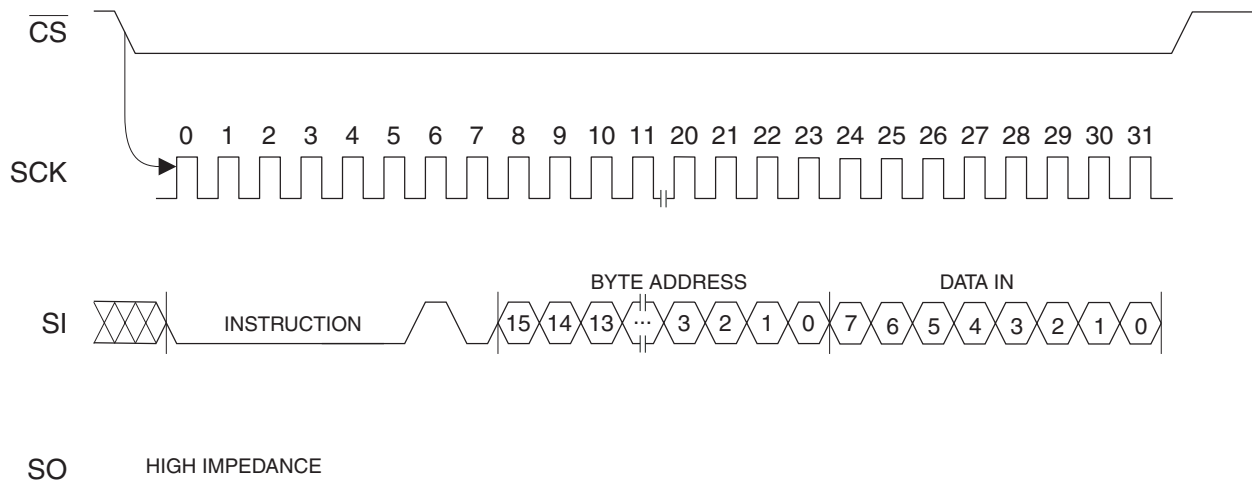 CS
0 1 2 3 4 5 6 7 8 9 10 11 20 21 22 23 24 25 26 27 28 29 30 31
SCK
BYTE ADDRESS DATA IN
SI INSTRUCTION 15 14 13 ... 3 2 1 0 7 6 5 4 3 2 1 0
SO HIGH IMPEDANCE